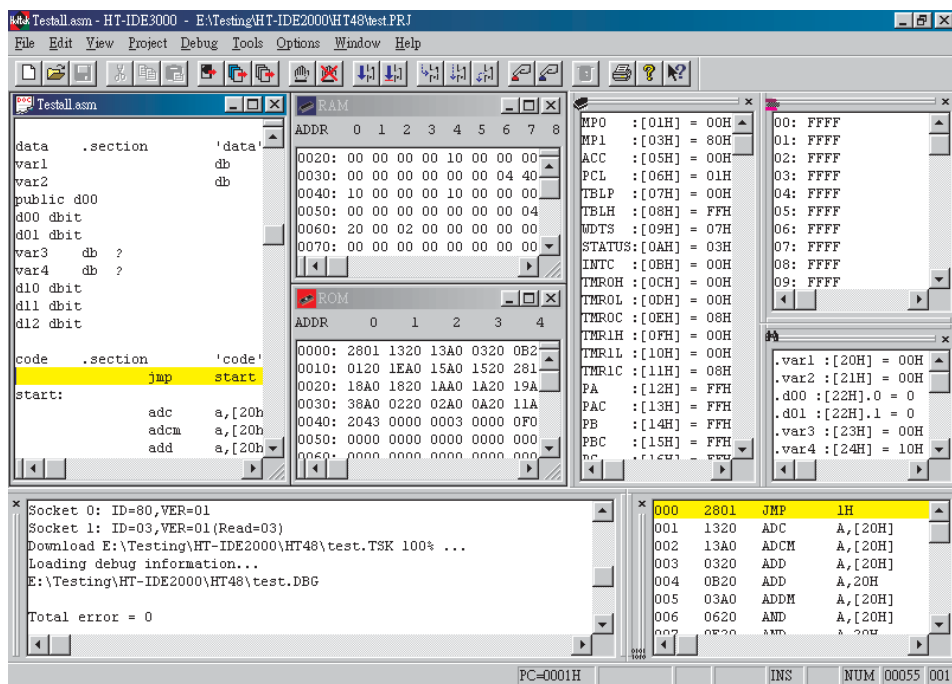 Holtek Testall.asm - HT-IDE3000 - E:\Testing\HT-IDE2000\HT48\test.PRJ
File Edit View Project Debug Tools Options Window Help
DOC Testall.asm
data .section 'data'
var1 db
var2 db
public d00
d00 dbit
d01 dbit
var3 db ?
var4 db ?
d10 dbit
d11 dbit
d12 dbit
code .section 'code'
jmp start
start:
adc a,[20h
adcm a,[20h
add a,[20h
RAM
ADDR 0 1 2 3 4 5 6 7 8
0020: 00 00 00 00 10 00 00 00
0030: 00 00 00 00 00 00 04 40
0040: 10 00 00 00 10 00 00 00
0050: 00 00 00 00 00 00 00 04
0060: 20 00 02 00 00 00 00 00
0070: 00 00 00 00 00 00 00 00
ROM
ADDR 0 1 2 3 4
0000: 2801 1320 13A0 0320 0B2
0010: 0120 1EA0 15A0 1520 281
0020: 18A0 1820 1AA0 1A20 19A
0030: 38A0 0220 02A0 0A20 11A
0040: 2043 0000 0003 0000 0F0
0050: 0000 0000 0000 0000 000
0060: 0000 0000 0000 0000 000
MP0 :[01H] = 00H
MP1 :[03H] = 80H
ACC :[05H] = 00H
PCL :[06H] = 01H
TBLP :[07H] = 00H
TBLH :[08H] = FFH
WDTS :[09H] = 07H
STATUS:[0AH] = 03H
INTC :[0BH] = 00H
TMR0H :[0CH] = 00H
TMR0L :[0DH] = 00H
TMR0C :[0EH] = 08H
TMR1H :[0FH] = 00H
TMR1L :[10H] = 00H
TMR1C :[11H] = 08H
PA :[12H] = FFH
PAC :[13H] = FFH
PB :[14H] = FFH
PBC :[15H] = FFH
PC :[16H] = FFH
00: FFFF
01: FFFF
02: FFFF
03: FFFF
04: FFFF
05: FFFF
06: FFFF
07: FFFF
08: FFFF
09: FFFF
.var1 :[20H] = 00H
.var2 :[21H] = 00H
.d00 :[22H].0 = 0
.d01 :[22H].1 = 0
.var3 :[23H] = 00H
.var4 :[24H] = 10H
Socket 0: ID=80,VER=01
Socket 1: ID=03,VER=01(Read=03)
Download E:\Testing\HT-IDE2000\HT48\test.TSK 100% ...
Loading debug information...
E:\Testing\HT-IDE2000\HT48\test.DBG
Total error = 0
000 2801 JMP 1H
001 1320 ADC A,[20H]
002 13A0 ADCM A,[20H]
003 0320 ADD A,[20H]
004 0B20 ADD A,20H
005 03A0 ADDM A,[20H]
006 0620 AND A,[20H]
007 0E20 AND A,20H
PC=0001H INS NUM 00055 001